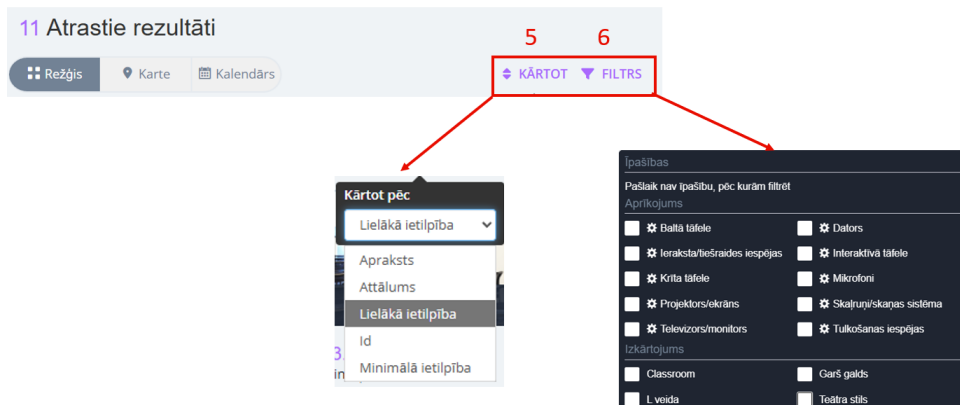 11 Atrastie rezultāti
5 6
Režģis Karte Kalendārs
KĀRTOT FILTRS
Kārtot pēc
Lielākā ietilpība
Apraksts
Attālums
Lielākā ietilpība
Id
Minimālā ietilpība
3
in
Īpašības
Pašlaik nav īpašību, pēc kurām filtrēt
Aprīkojums
Baltā tāfele Dators
Ieraksta/tiešraides iespējas Interaktīvā tāfele
Krīta tāfele Mikrofoni
Projektors/ekrāns Skaļruņi/skaņas sistēma
Televizors/monitors Tulkošanas iespējas
Izkārtojums
Classroom Garš galds
L veida Teātra stils